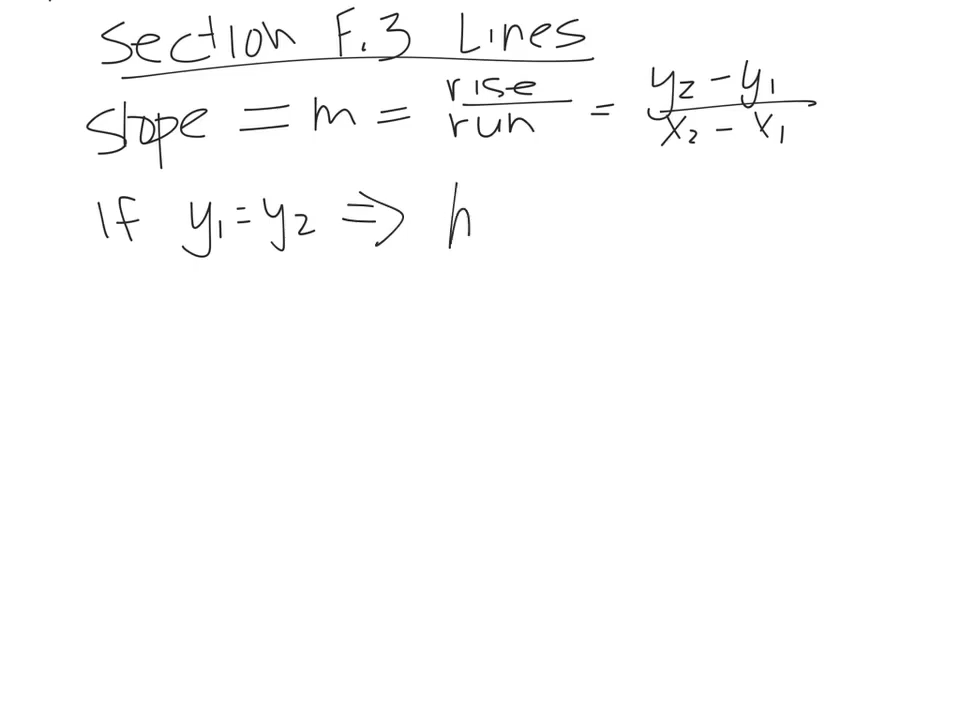 Section F.3 Lines
slope = m = rise/run = y₂ - y₁/x₂ - x₁
If y₁ = y₂ ⇒ h